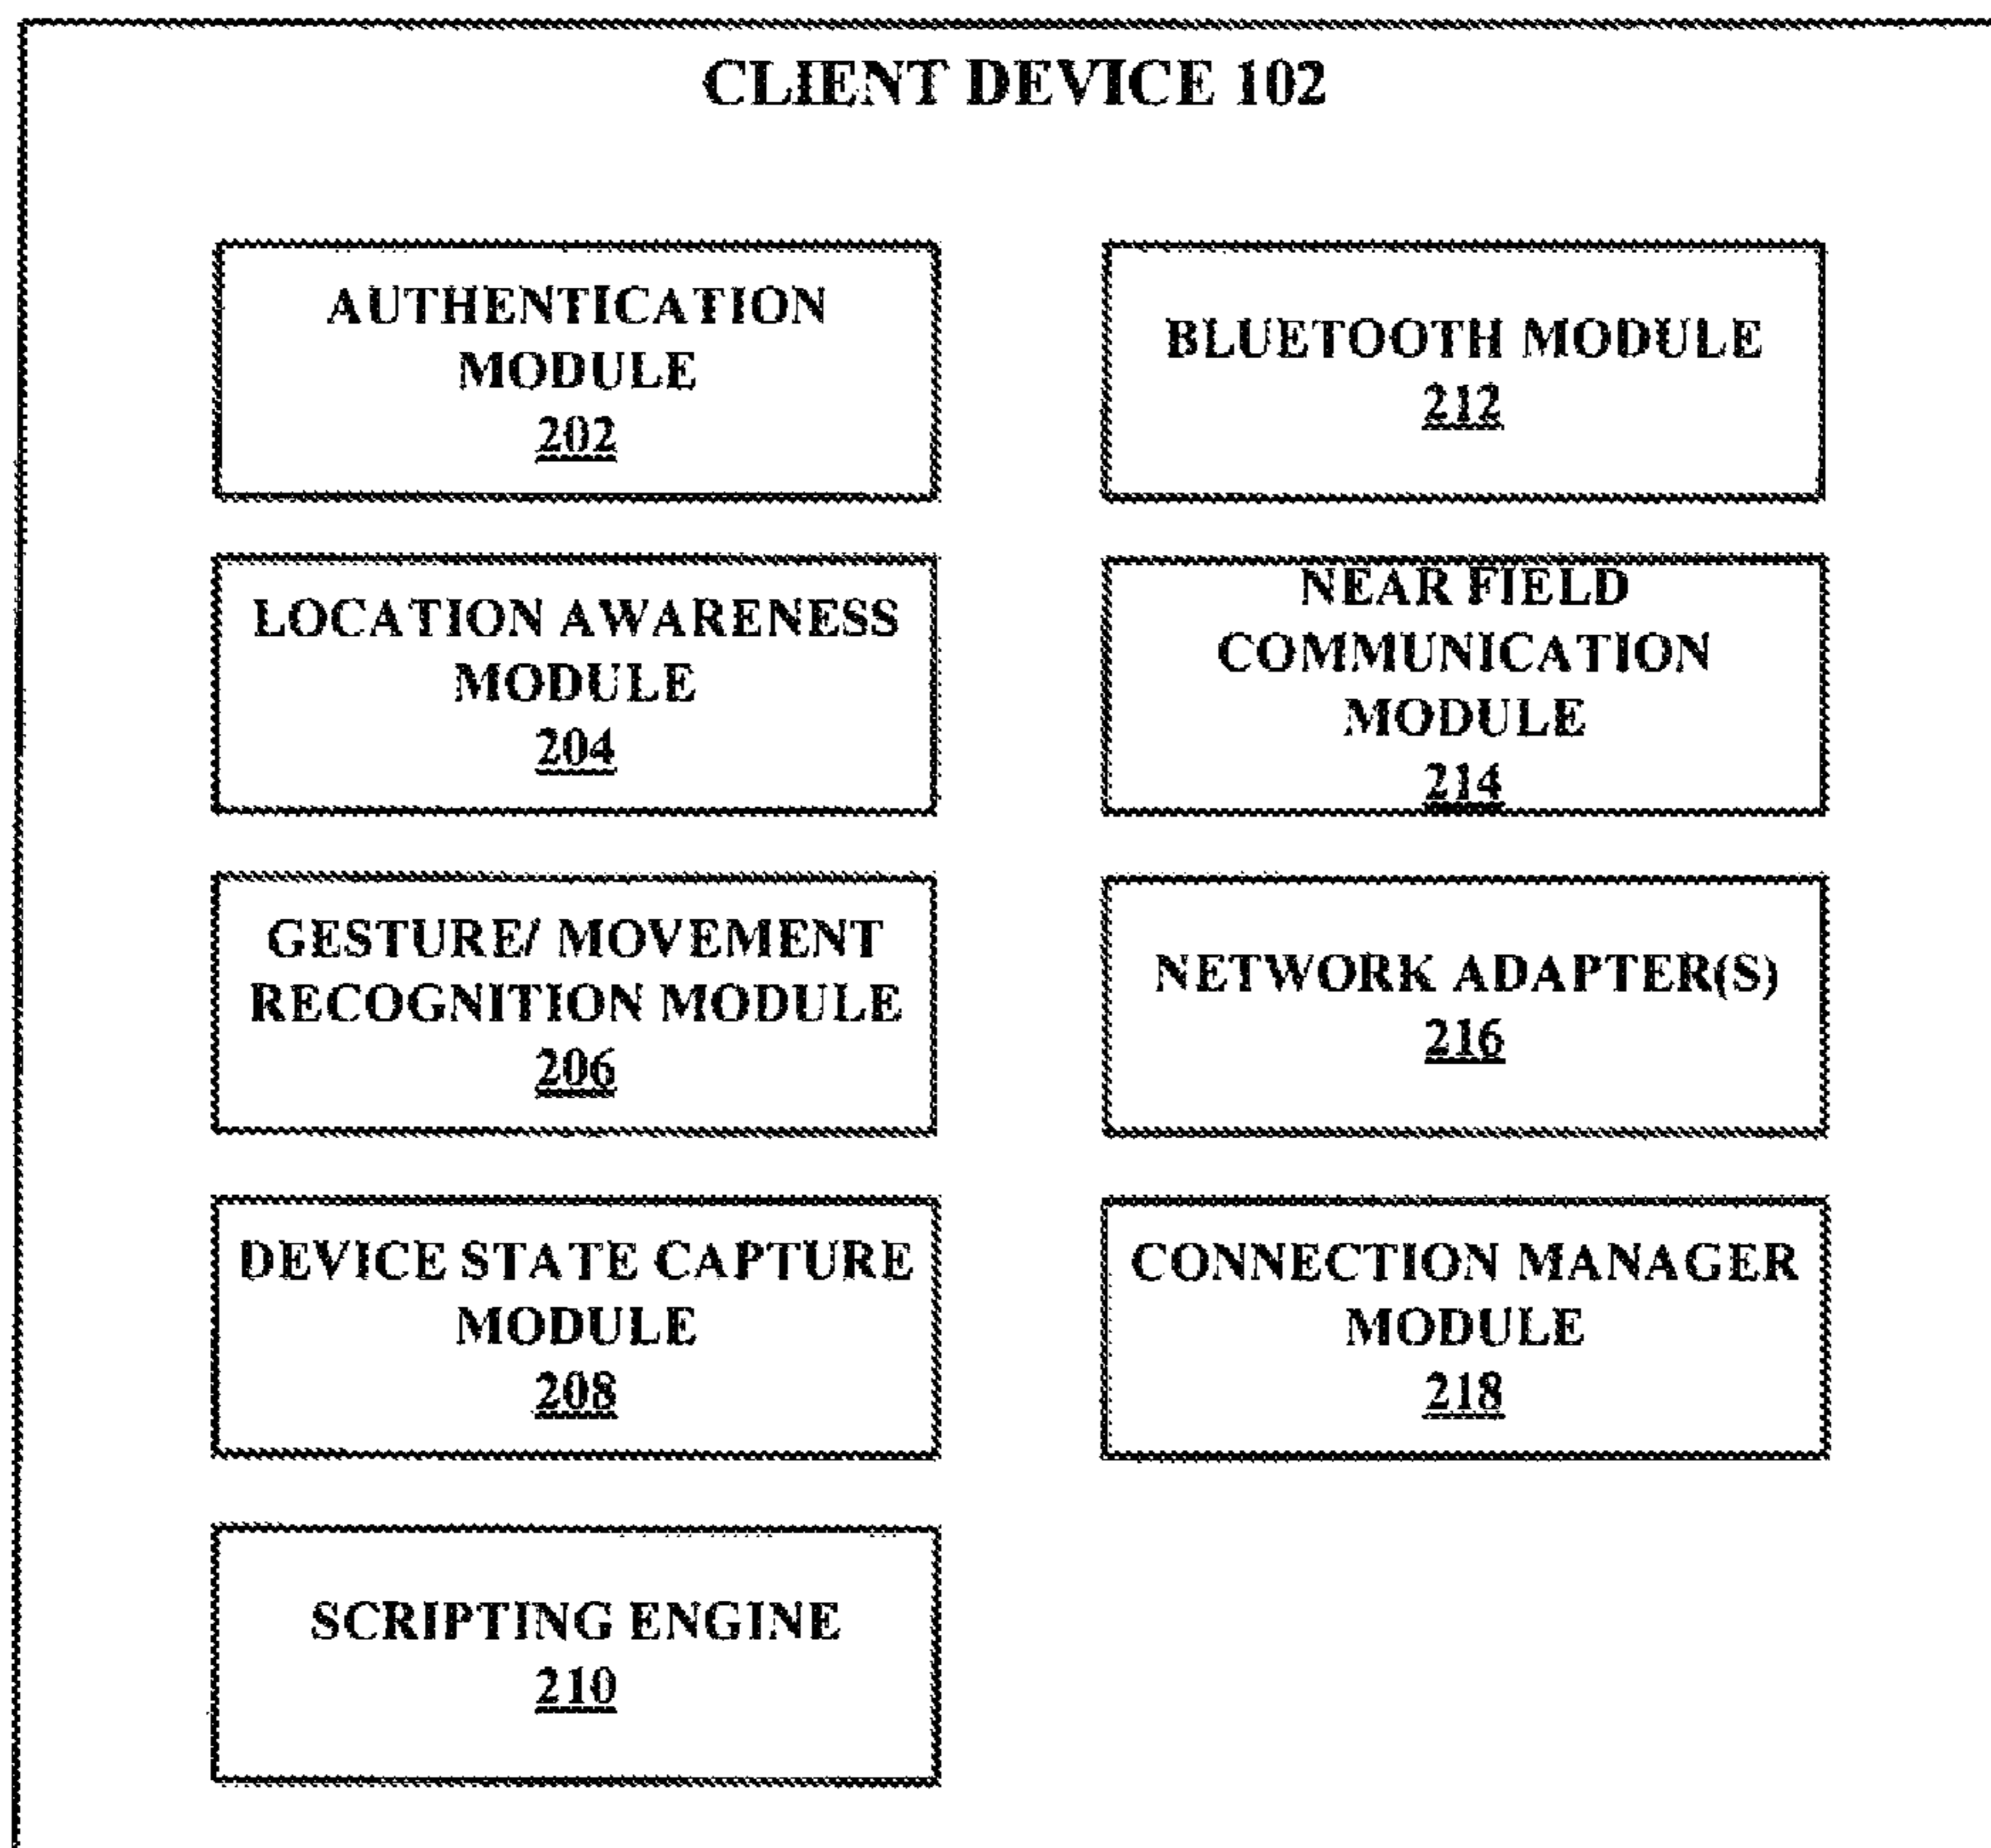 CLIENT DEVICE 102
AUTHENTICATION
MODULE
202
LOCATION AWARENESS
MODULE
204
GESTURE/ MOVEMENT
RECOGNITION MODULE
206
DEVICE STATE CAPTURE
MODULE
208
SCRIPTING ENGINE
210
BLUETOOTH MODULE
212
NEAR FIELD
COMMUNICATION
MODULE
214
NETWORK ADAPTER(S)
216
CONNECTION MANAGER
MODULE
218